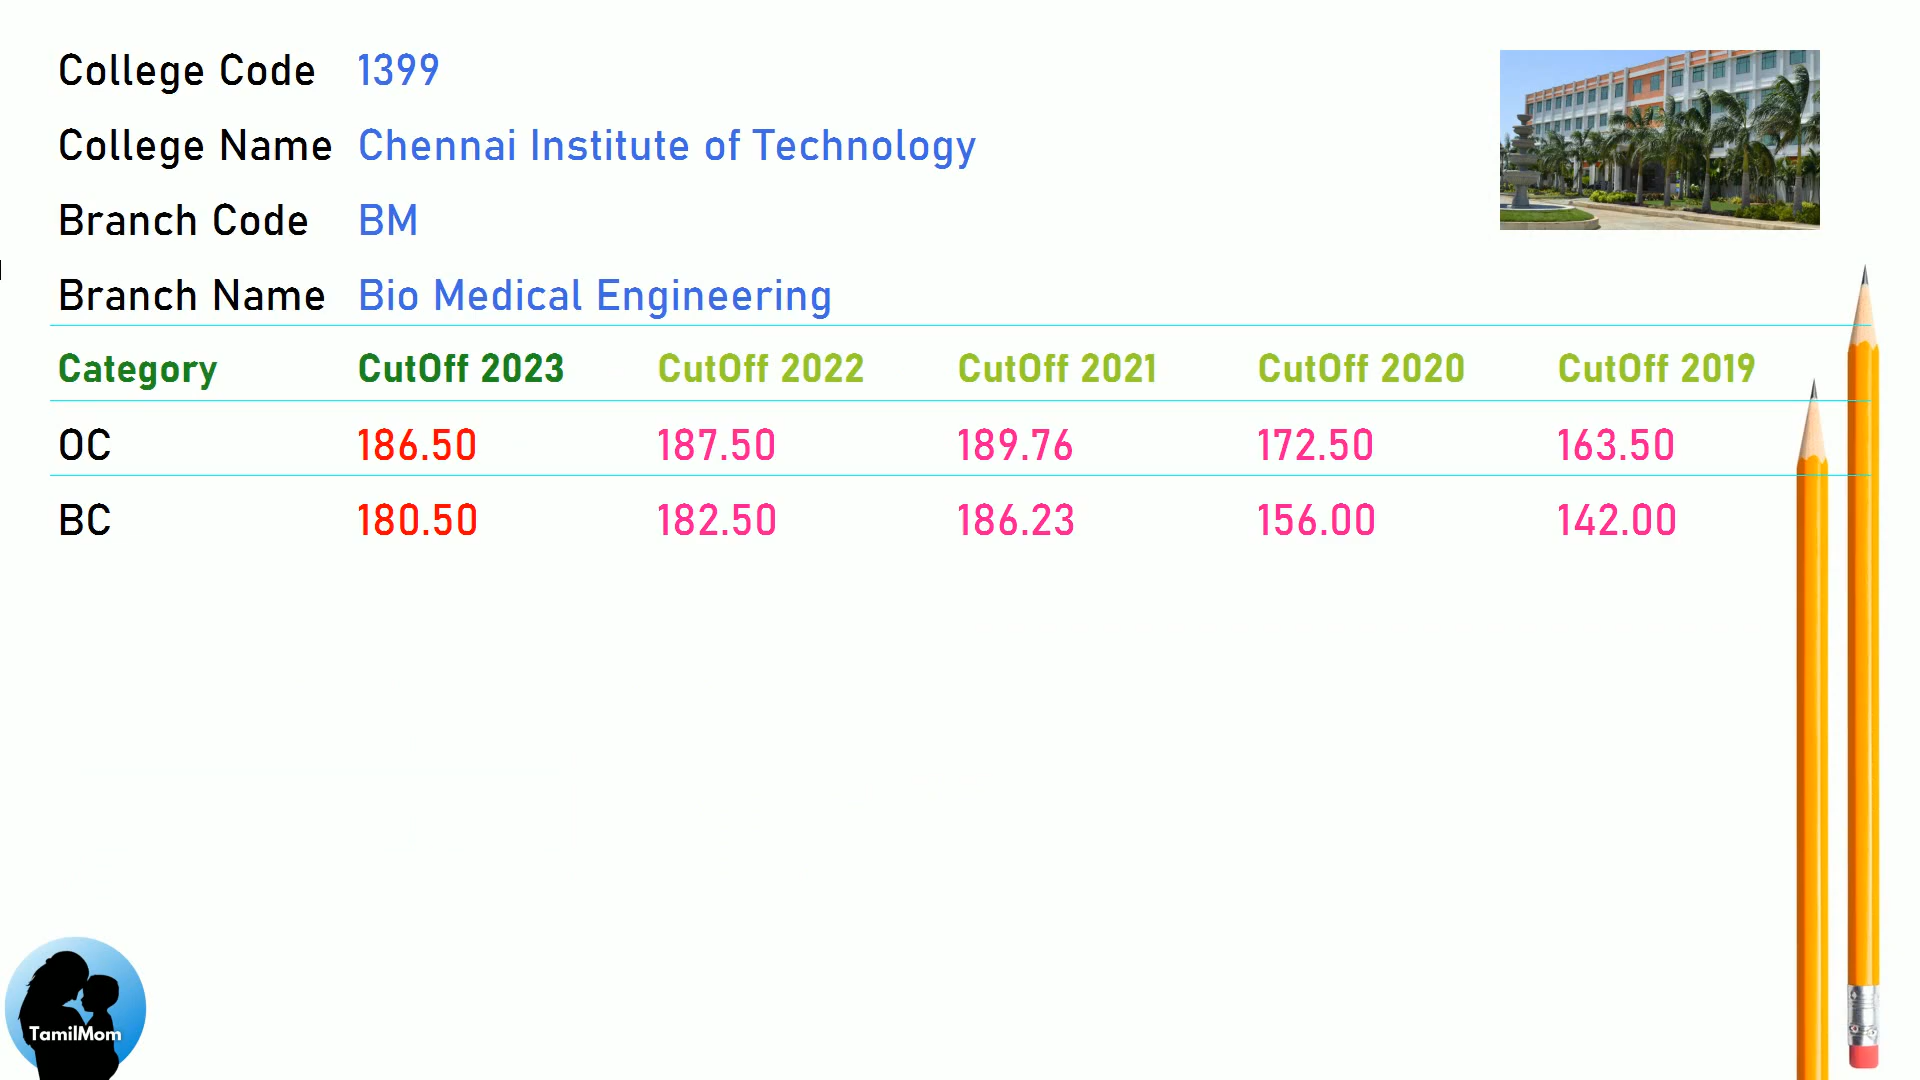 College Code 1399
College Name Chennai Institute of Technology
Branch Code BM
Branch Name Bio Medical Engineering
Category CutOff 2023 CutOff 2022 CutOff 2021 CutOff 2020 CutOff 2019
OC 186.50 187.50 189.76 172.50 163.50
BC 180.50 182.50 186.23 156.00 142.00
TamilMom